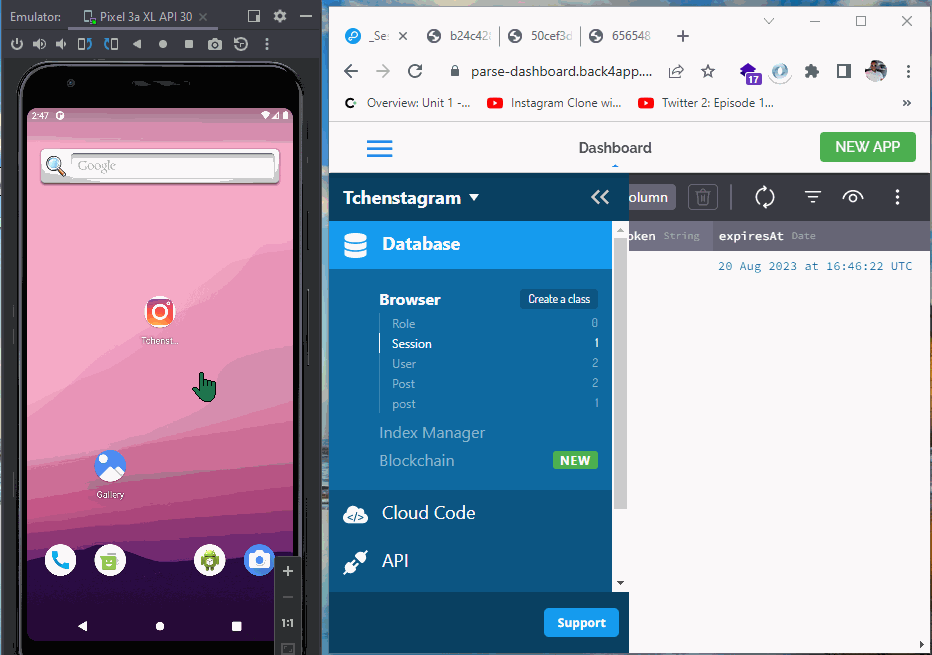 Emulator: Pixel 3a XL API 30
2:47
Google
Tchenst...
Gallery
1:1
_Se
b24c42
50cef3d
656548
parse-dashboard.back4app....
17
Overview: Unit 1 -...
Instagram Clone wi...
Twitter 2: Episode 1...
»
Dashboard
NEW APP
Tchenstagram
olumn
Database
oken String
expiresAt Date
20 Aug 2023 at 16:46:22 UTC
Browser
Create a class
Role 0
Session 1
User 2
Post 2
post 1
Index Manager
Blockchain NEW
Cloud Code
API
Support